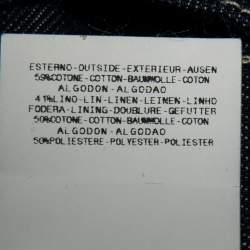 ESTERNO-OUTSIDE-EXTERIEUR-AUSEN
59%COTONE-COTTON-BAUMWOLLE-COTON
ALGODON-ALGODAO
41%LINO-LIN-LINEN-LEINEN-LINHO
FODERA-LINING-DOUBLURE-GEFUTTER
50%COTONE-COTTON-BAUMWOLLE-COTON
ALGODON-ALGODAO
50%POLIESTERE-POLYESTER-POLIESTER